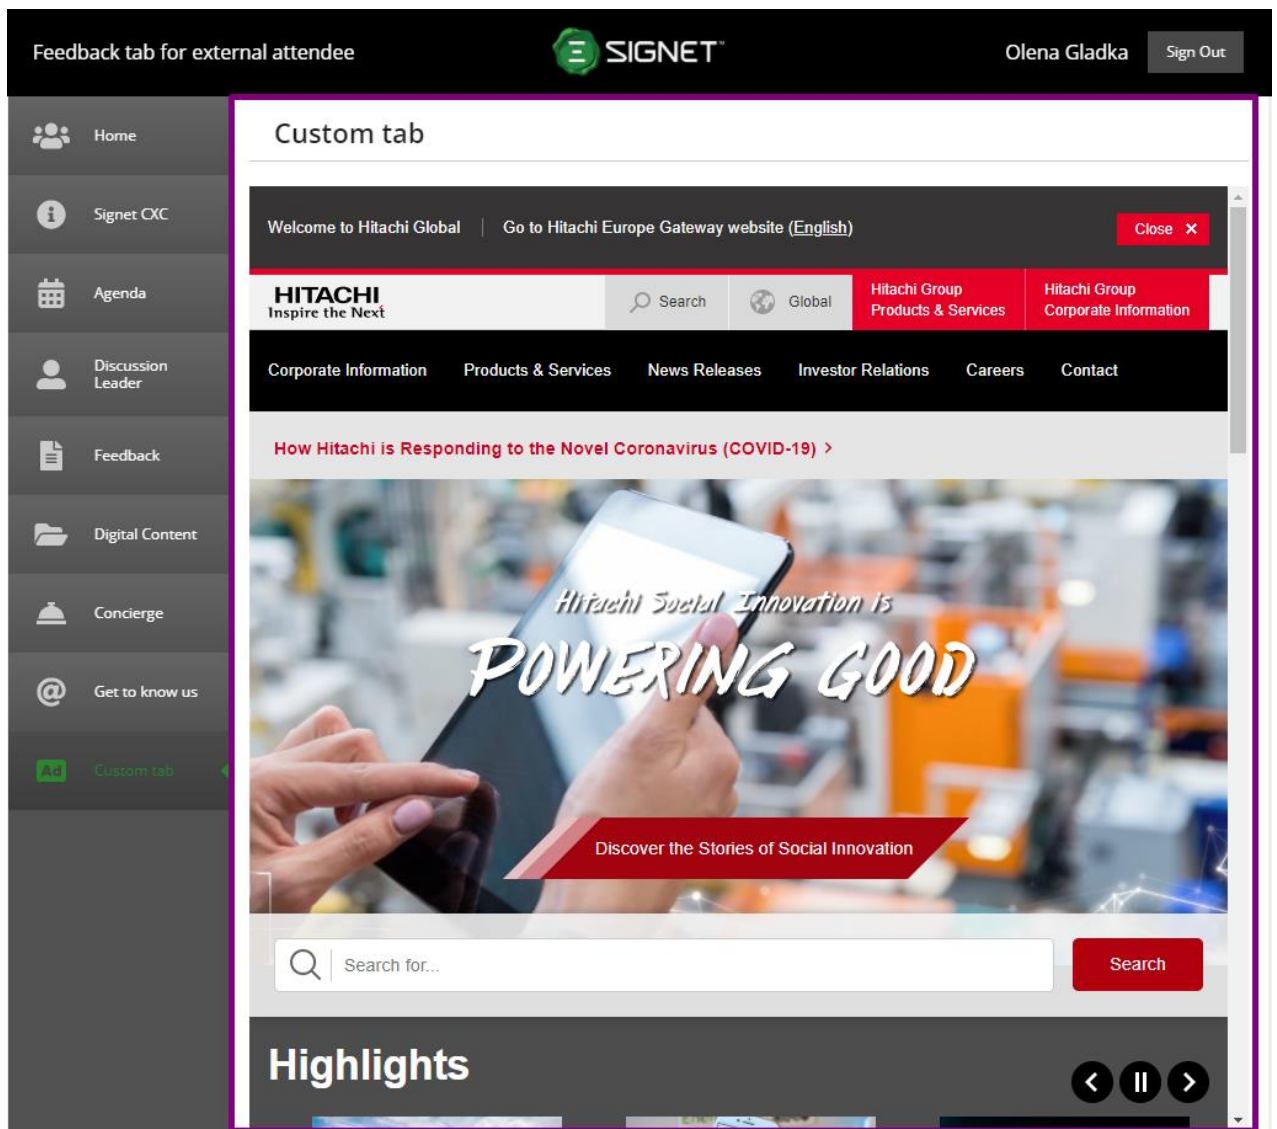 Feedback tab for external attendee
SIGNET™
Olena Gladka
Sign Out
Home
Signet CXC
Agenda
Discussion
Leader
Feedback
Digital Content
Concierge
Get to know us
Ad
Custom tab
Custom tab
Welcome to Hitachi Global
Go to Hitachi Europe Gateway website (English)
Close ×
HITACHI
Inspire the Next
Search
Global
Hitachi Group
Products & Services
Hitachi Group
Corporate Information
Corporate Information
Products & Services
News Releases
Investor Relations
Careers
Contact
How Hitachi is Responding to the Novel Coronavirus (COVID-19) >
Hitachi Social Innovation is
POWERING GOOD
Discover the Stories of Social Innovation
Search for...
Search
Highlights